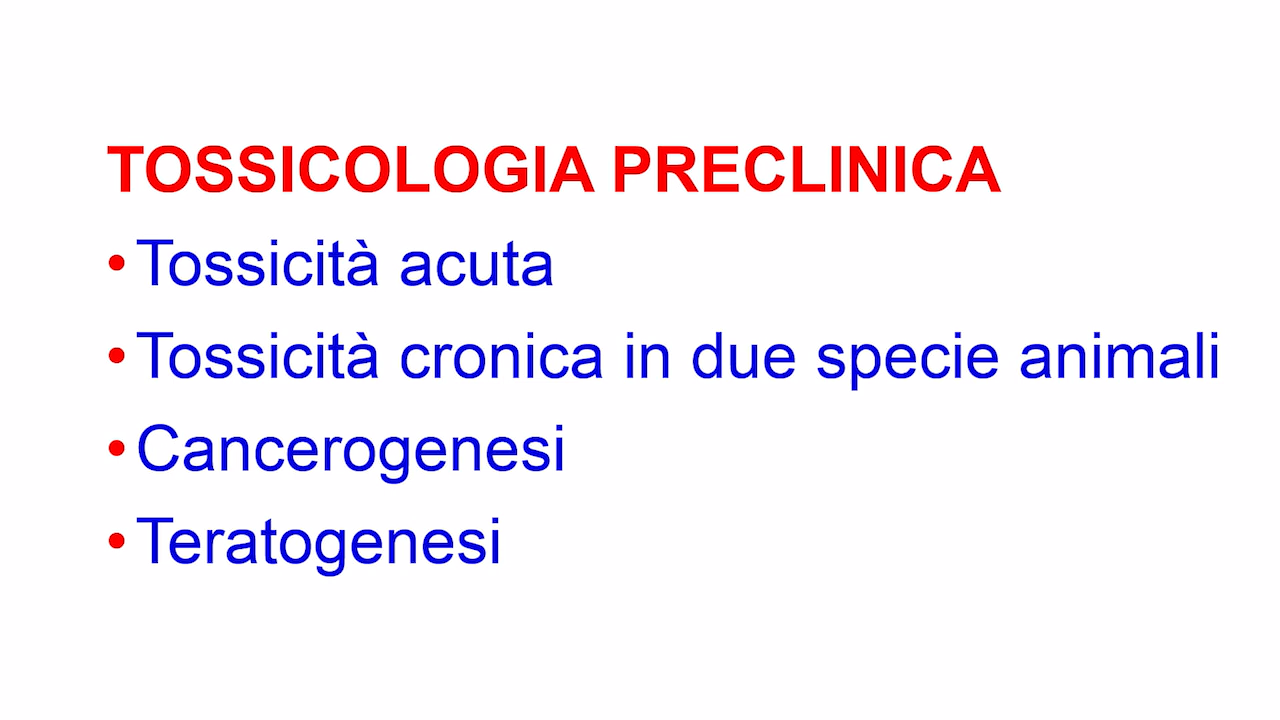 TOSSICOLOGIA PRECLINICA
• Tossicità acuta
• Tossicità cronica in due specie animali
• Cancerogenesi
• Teratogenesi